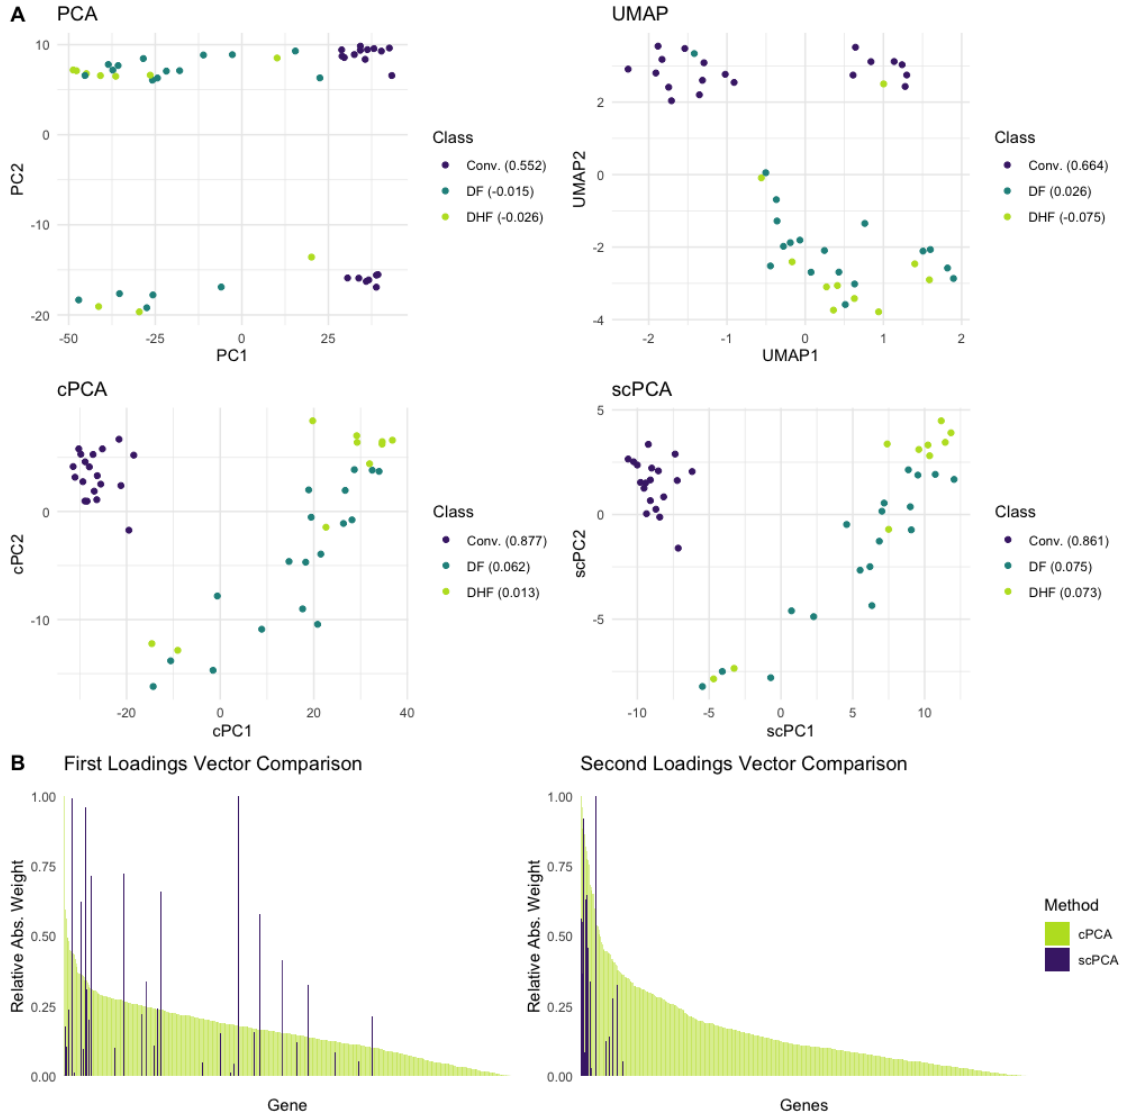 A
PCA
10
0
-10
-20
PC2
-50
-25
0
25
PC1
Class
Conv. (0.552)
DF (-0.015)
DHF (-0.026)
UMAP
2
0
-2
-4
UMAP2
-2
-1
0
1
2
UMAP1
Class
Conv. (0.664)
DF (0.026)
DHF (-0.075)
cPCA
0
-10
cPC2
-20
0
20
40
cPC1
Class
Conv. (0.877)
DF (0.062)
DHF (0.013)
scPCA
5
0
-5
scPC2
-10
-5
0
5
10
scPC1
Class
Conv. (0.861)
DF (0.075)
DHF (0.073)
B
First Loadings Vector Comparison
1.00
0.75
0.50
0.25
0.00
Relative Abs. Weight
Gene
Second Loadings Vector Comparison
1.00
0.75
0.50
0.25
0.00
Relative Abs. Weight
Genes
Method
cPCA
scPCA